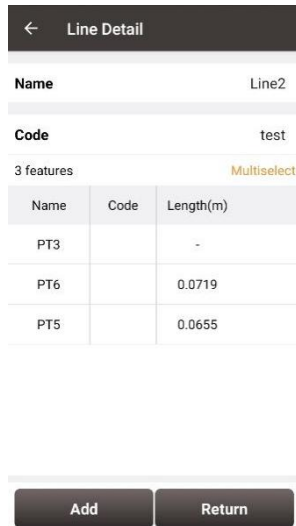 ← Line Detail
Name Line2
Code test
3 features Multiselect
Name Code Length(m)
PT3 -
PT6 0.0719
PT5 0.0655
Add Return